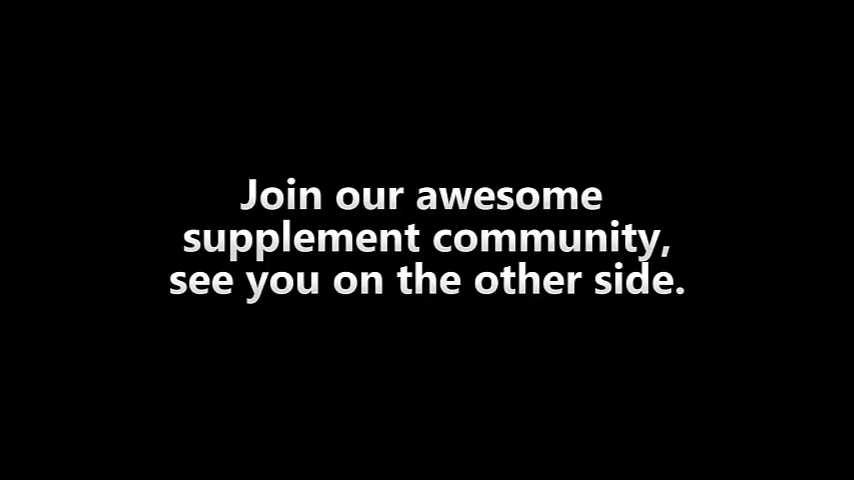 Join our awesome
supplement community,
see you on the other side.